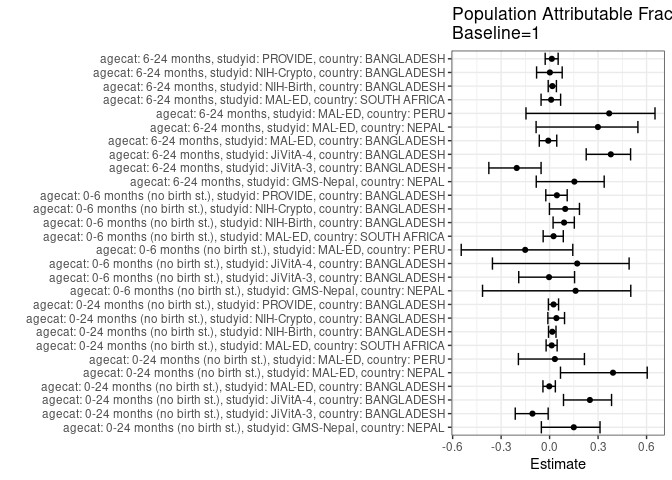 Population Attributable Frac
Baseline=1
agecat: 6-24 months, studyid: PROVIDE, country: BANGLADESH
agecat: 6-24 months, studyid: NIH-Crypto, country: BANGLADESH
agecat: 6-24 months, studyid: NIH-Birth, country: BANGLADESH
agecat: 6-24 months, studyid: MAL-ED, country: SOUTH AFRICA
agecat: 6-24 months, studyid: MAL-ED, country: PERU
agecat: 6-24 months, studyid: MAL-ED, country: NEPAL
agecat: 6-24 months, studyid: MAL-ED, country: BANGLADESH
agecat: 6-24 months, studyid: JiVitA-4, country: BANGLADESH
agecat: 6-24 months, studyid: JiVitA-3, country: BANGLADESH
agecat: 6-24 months, studyid: GMS-Nepal, country: NEPAL
agecat: 0-6 months (no birth st.), studyid: PROVIDE, country: BANGLADESH
agecat: 0-6 months (no birth st.), studyid: NIH-Crypto, country: BANGLADESH
agecat: 0-6 months (no birth st.), studyid: NIH-Birth, country: BANGLADESH
agecat: 0-6 months (no birth st.), studyid: MAL-ED, country: SOUTH AFRICA
agecat: 0-6 months (no birth st.), studyid: MAL-ED, country: PERU
agecat: 0-6 months (no birth st.), studyid: JiVitA-4, country: BANGLADESH
agecat: 0-6 months (no birth st.), studyid: JiVitA-3, country: BANGLADESH
agecat: 0-6 months (no birth st.), studyid: GMS-Nepal, country: NEPAL
agecat: 0-24 months (no birth st.), studyid: PROVIDE, country: BANGLADESH
agecat: 0-24 months (no birth st.), studyid: NIH-Crypto, country: BANGLADESH
agecat: 0-24 months (no birth st.), studyid: NIH-Birth, country: BANGLADESH
agecat: 0-24 months (no birth st.), studyid: MAL-ED, country: SOUTH AFRICA
agecat: 0-24 months (no birth st.), studyid: MAL-ED, country: PERU
agecat: 0-24 months (no birth st.), studyid: MAL-ED, country: NEPAL
agecat: 0-24 months (no birth st.), studyid: MAL-ED, country: BANGLADESH
agecat: 0-24 months (no birth st.), studyid: JiVitA-4, country: BANGLADESH
agecat: 0-24 months (no birth st.), studyid: JiVitA-3, country: BANGLADESH
agecat: 0-24 months (no birth st.), studyid: GMS-Nepal, country: NEPAL
-0.6 -0.3 0.0 0.3 0.6
Estimate